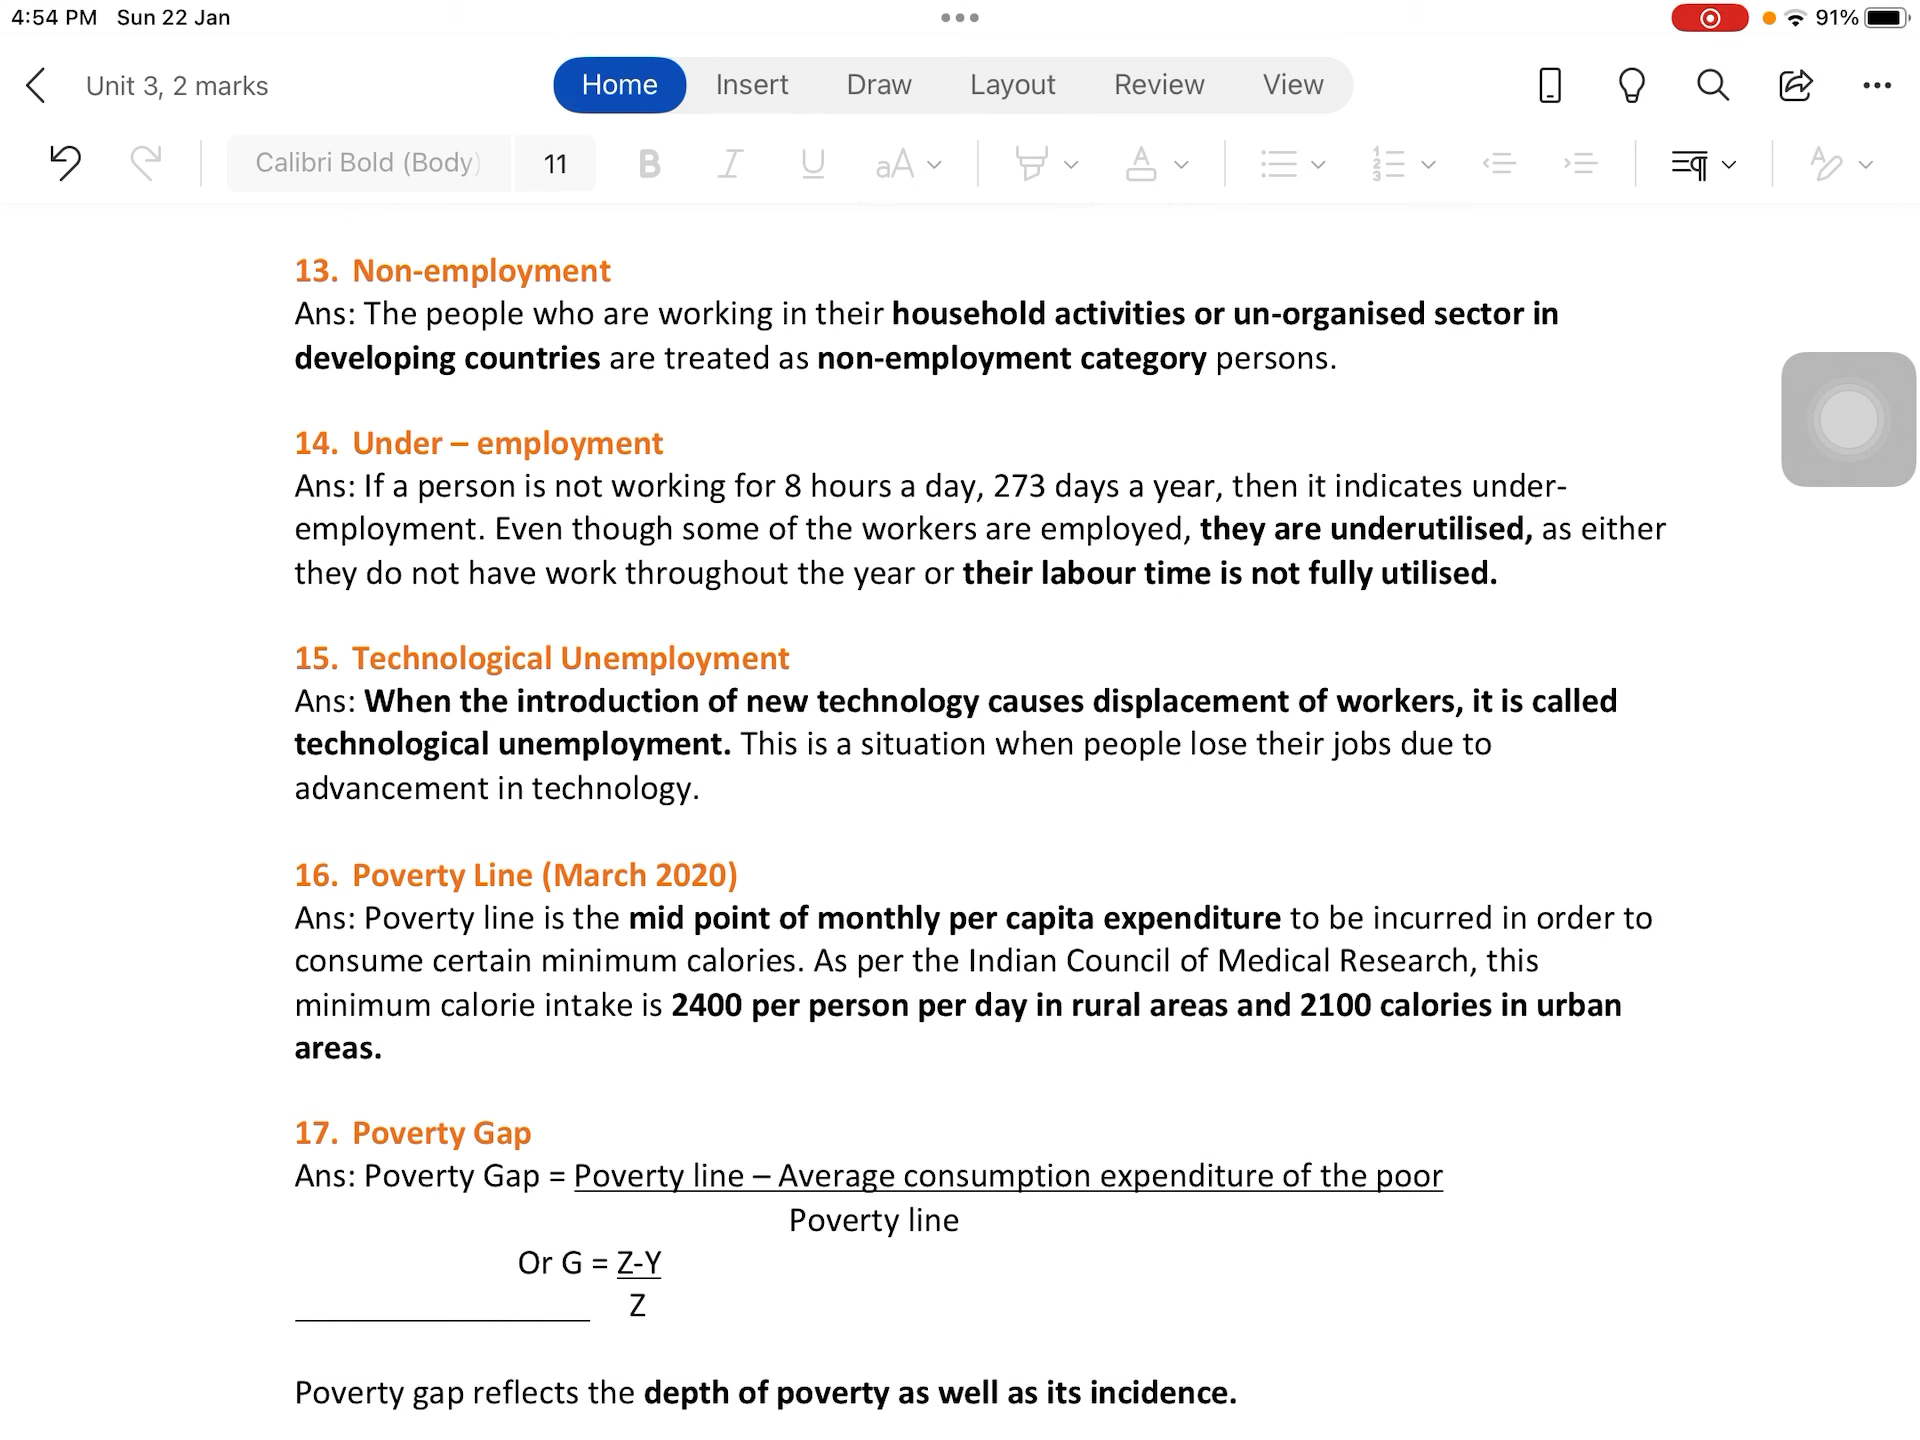 4:54 PM Sun 22 Jan
91%
Unit 3, 2 marks
Home Insert Draw Layout Review View
Calibri Bold (Body) 11 B I U aA A A
13. Non-employment
Ans: The people who are working in their household activities or un-organised sector in
developing countries are treated as non-employment category persons.
14. Under – employment
Ans: If a person is not working for 8 hours a day, 273 days a year, then it indicates under-
employment. Even though some of the workers are employed, they are underutilised, as either
they do not have work throughout the year or their labour time is not fully utilised.
15. Technological Unemployment
Ans: When the introduction of new technology causes displacement of workers, it is called
technological unemployment. This is a situation when people lose their jobs due to
advancement in technology.
16. Poverty Line (March 2020)
Ans: Poverty line is the mid point of monthly per capita expenditure to be incurred in order to
consume certain minimum calories. As per the Indian Council of Medical Research, this
minimum calorie intake is 2400 per person per day in rural areas and 2100 calories in urban
areas.
17. Poverty Gap
Ans: Poverty Gap = Poverty line – Average consumption expenditure of the poor
Poverty line
Or G = Z-Y
Z
Poverty gap reflects the depth of poverty as well as its incidence.